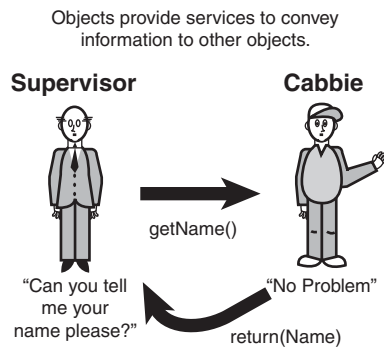 Objects provide services to convey
information to other objects.
Supervisor
Cabbie
getName()
“Can you tell
me your
name please?”
“No Problem”
return(Name)